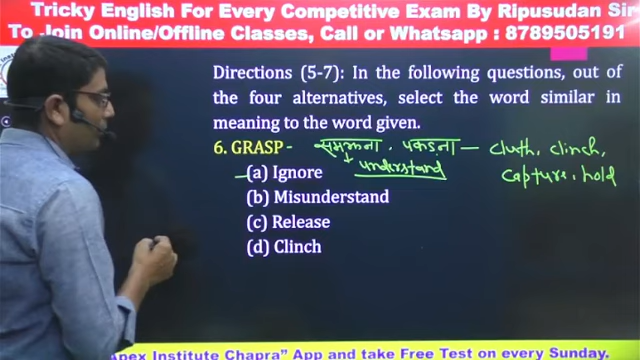 Tricky English For Every Competitive Exam By Ripusudan Sin
To Join Online/Offline Classes, Call or Whatsapp : 8789505191
Directions (5-7): In the following questions, out of
the four alternatives, select the word similar in
meaning to the word given.
6. GRASP - समझना, पकड़ना — cluth, clinch,
(a) Ignore understand capture, hold
(b) Misunderstand
(c) Release
(d) Clinch
Apex Institute Chapra" App and take Free Test on every Sunday.